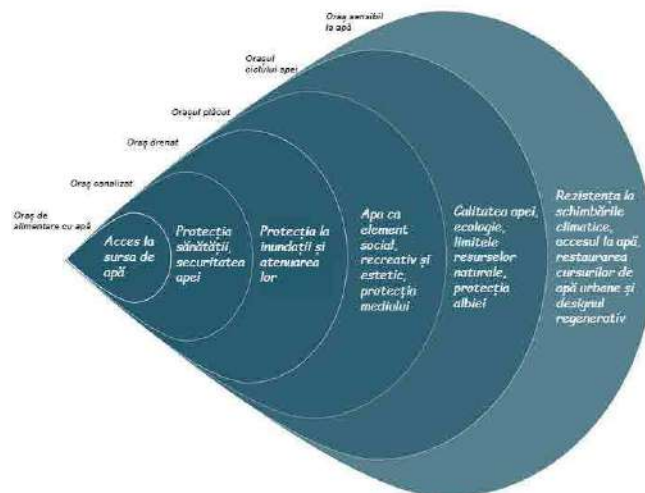 Oraș sensibil
la apă
Orașul
ciclului apei
Orașul plăcut
Oraș drenat
Oraș canalizat
Oraș de
alimentare cu apă
Acces la
sursa de
apă
Protecția
sănătății,
securitatea
apei
Protecția la
inundații și
atenuarea
lor
Apa ca
element
social,
recreativ și
estetic,
protecția
mediului
Calitatea apei,
ecologie,
limitele
resurselor
naturale,
protecția
albiei
Rezistența la
schimbările
climatice,
accesul la apă,
restaurarea
cursurilor de
apă urbane și
designul
regenerativ